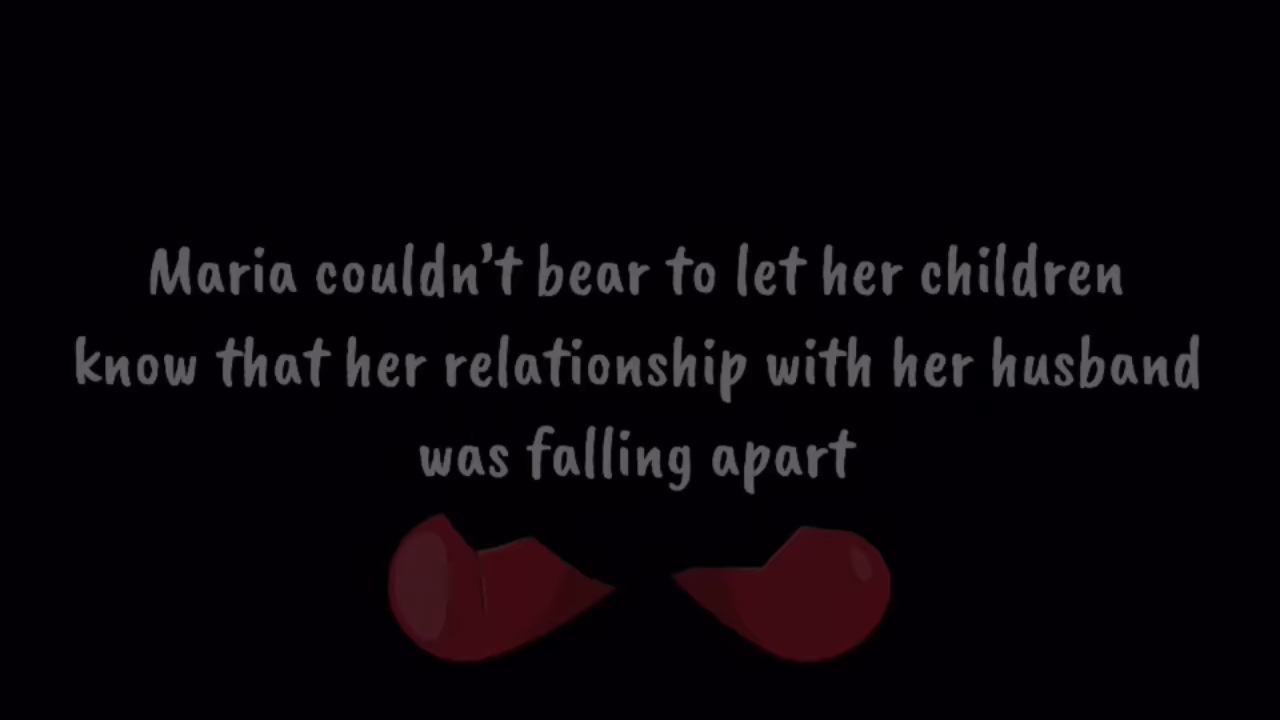 Maria couldn’t bear to let her children
know that her relationship with her husband
was falling apart